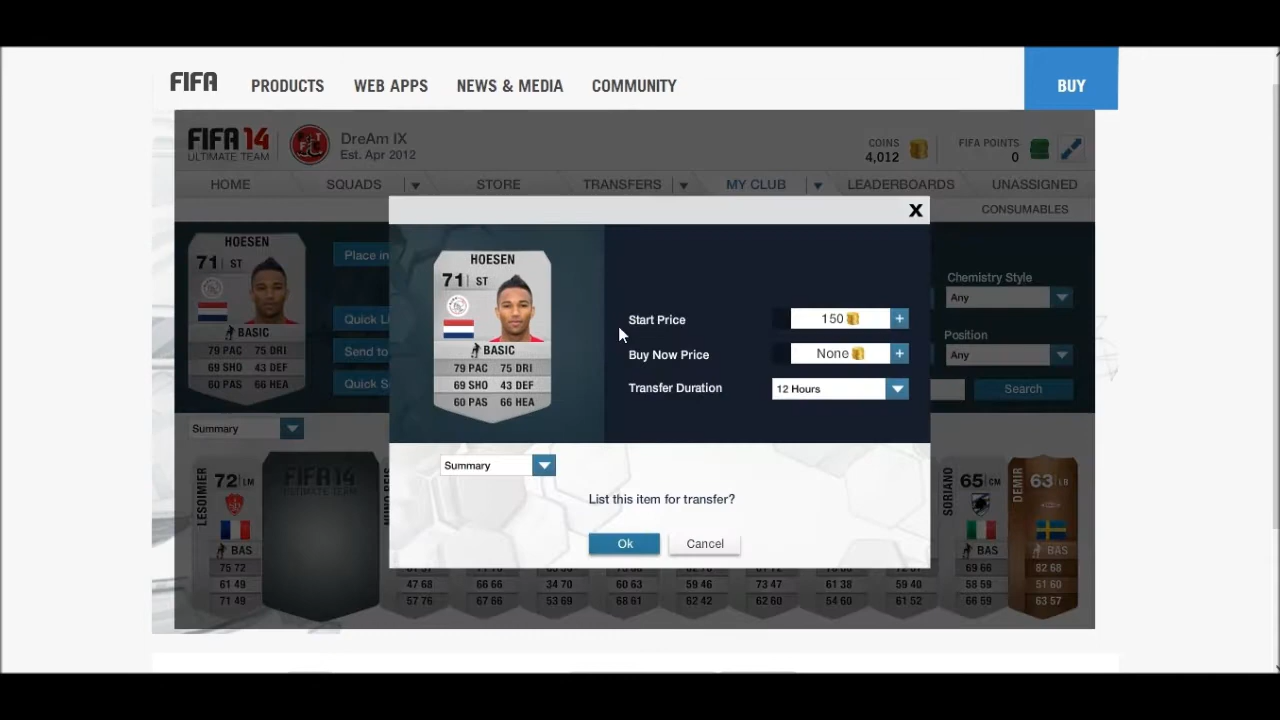 FIFA PRODUCTS WEB APPS NEWS & MEDIA COMMUNITY BUY
FIFA 14 ULTIMATE TEAM
DreAm IX
Est. Apr 2012
COINS
4,012
FIFA POINTS
0
HOME SQUADS STORE TRANSFERS MY CLUB LEADERBOARDS UNASSIGNED
CONSUMABLES
X
HOESEN
71 ST
BASIC
79 PAC 75 DRI
69 SHO 43 DEF
60 PAS 66 HEA
Place in
Quick Li
Send to
Quick S
HOESEN
71 ST
BASIC
79 PAC 75 DRI
69 SHO 43 DEF
60 PAS 66 HEA
Start Price 150 +
Buy Now Price None +
Transfer Duration 12 Hours
Chemistry Style
Any
Position
Any
Search
Summary
Summary
List this item for transfer?
Ok Cancel
LESOIMIER
72 LM
BAS
75 72
61 49
71 49
FIFA 14
ULTIMATE TEAM
47 68 66 66 34 70 60 63 59 46 73 47 61 38 59 40
57 76 67 66 53 69 68 61 62 42 62 60 54 60 61 52
SORIANO
65 CM
BAS
69 66
58 59
66 59
DEMIR
63 LB
BAS
82 68
51 60
63 57